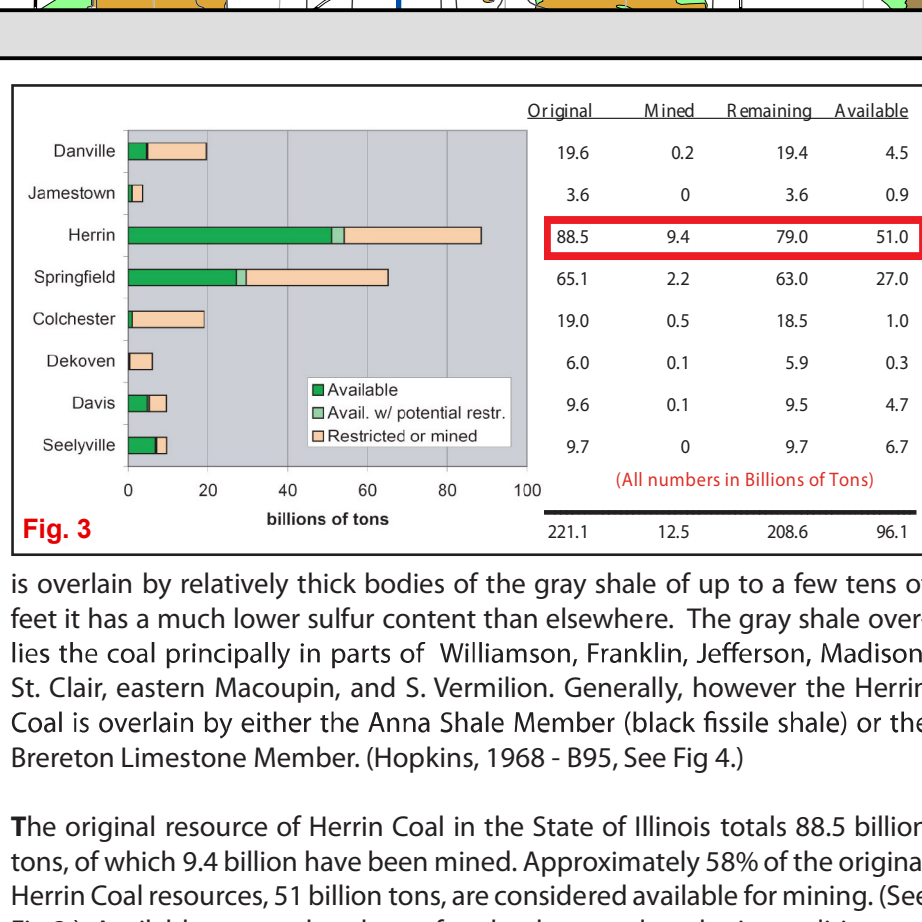 Original Mined Remaining Available
Danville 19.6 0.2 19.4 4.5
Jamestown 3.6 0 3.6 0.9
Herrin 88.5 9.4 79.0 51.0
Springfield 65.1 2.2 63.0 27.0
Colchester 19.0 0.5 18.5 1.0
Dekoven 6.0 0.1 5.9 0.3
Davis 9.6 0.1 9.5 4.7
Seelyville 9.7 0 9.7 6.7
Available
Avail. w/ potential restr.
Restricted or mined
(All numbers in Billions of Tons)
0 20 40 60 80 100
billions of tons
Fig. 3
221.1 12.5 208.6 96.1
is overlain by relatively thick bodies of the gray shale of up to a few tens of
feet it has a much lower sulfur content than elsewhere. The gray shale over-
lies the coal principally in parts of Williamson, Franklin, Jefferson, Madison
St. Clair, eastern Macoupin, and S. Vermilion. Generally, however the Herrin
Coal is overlain by either the Anna Shale Member (black fissile shale) or the
Brereton Limestone Member. (Hopkins, 1968 - B95, See Fig 4.)
The original resource of Herrin Coal in the State of Illinois totals 88.5 billion
tons, of which 9.4 billion have been mined. Approximately 58% of the original
Herrin Coal resources, 51 billion tons, are considered available for mining. (See